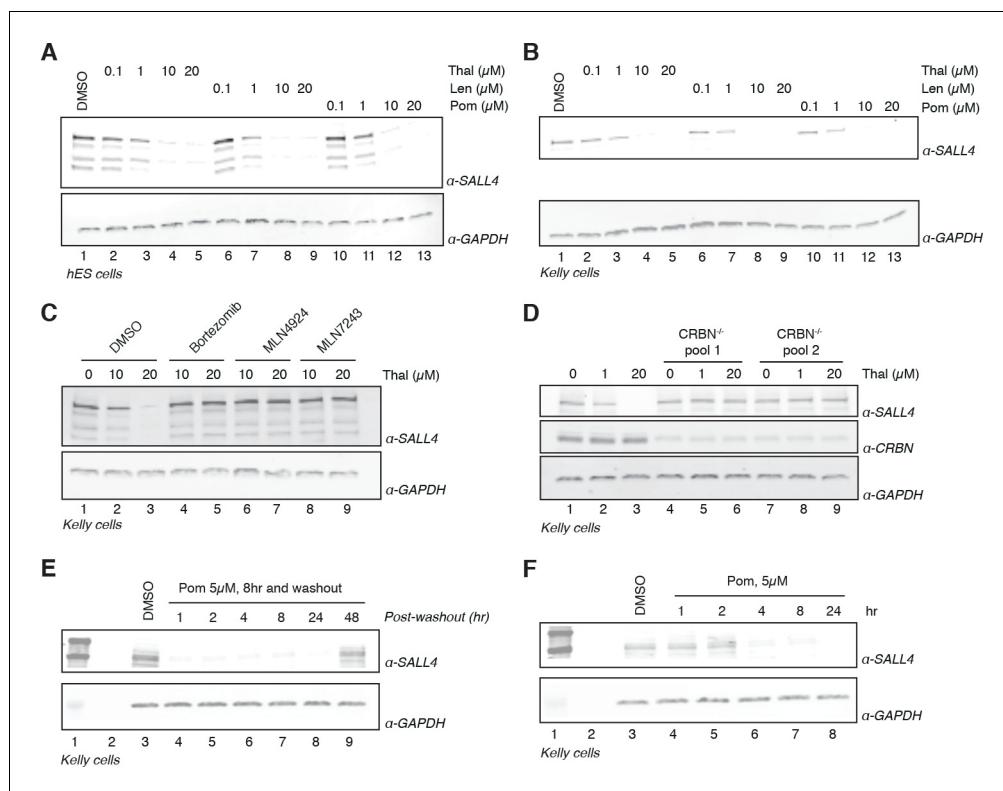 A
DMSO
0.1 1 10 20 Thal (µM)
0.1 1 10 20 Len (µM)
0.1 1 10 20 Pom (µM)
α-SALL4
α-GAPDH
1 2 3 4 5 6 7 8 9 10 11 12 13
hES cells
B
DMSO
0.1 1 10 20 Thal (µM)
0.1 1 10 20 Len (µM)
0.1 1 10 20 Pom (µM)
α-SALL4
α-GAPDH
1 2 3 4 5 6 7 8 9 10 11 12 13
Kelly cells
C
DMSO Bortezomib MLN4924 MLN7243
0 10 20 10 20 10 20 10 20 Thal (µM)
α-SALL4
α-GAPDH
1 2 3 4 5 6 7 8 9
Kelly cells
D
CRBN-/- CRBN-/-
pool 1 pool 2
0 1 20 0 1 20 0 1 20 Thal (µM)
α-SALL4
α-CRBN
α-GAPDH
1 2 3 4 5 6 7 8 9
Kelly cells
E
DMSO
Pom 5µM, 8hr and washout
1 2 4 8 24 48 Post-washout (hr)
α-SALL4
α-GAPDH
1 2 3 4 5 6 7 8 9
Kelly cells
F
DMSO
Pom, 5µM
1 2 4 8 24 hr
α-SALL4
α-GAPDH
1 2 3 4 5 6 7 8
Kelly cells